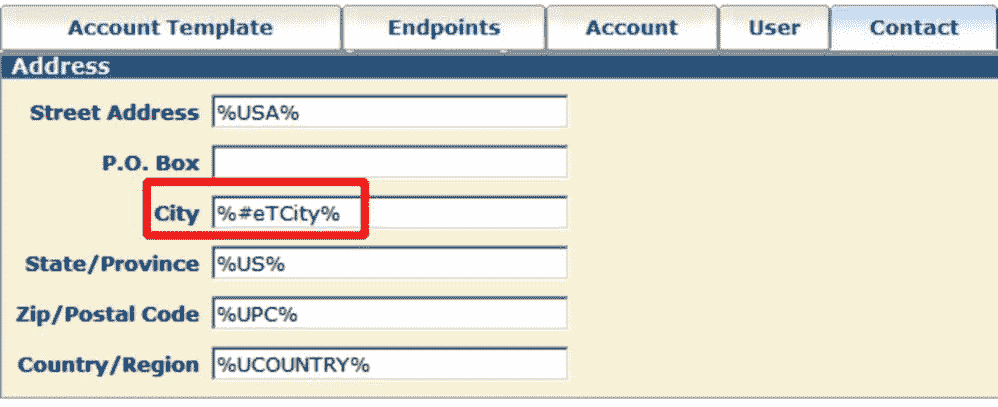 Account Template Endpoints Account User Contact
Address
Street Address %USA%
P.O. Box
City %#eTCity%
State/Province %US%
Zip/Postal Code %UPC%
Country/Region %UCOUNTRY%